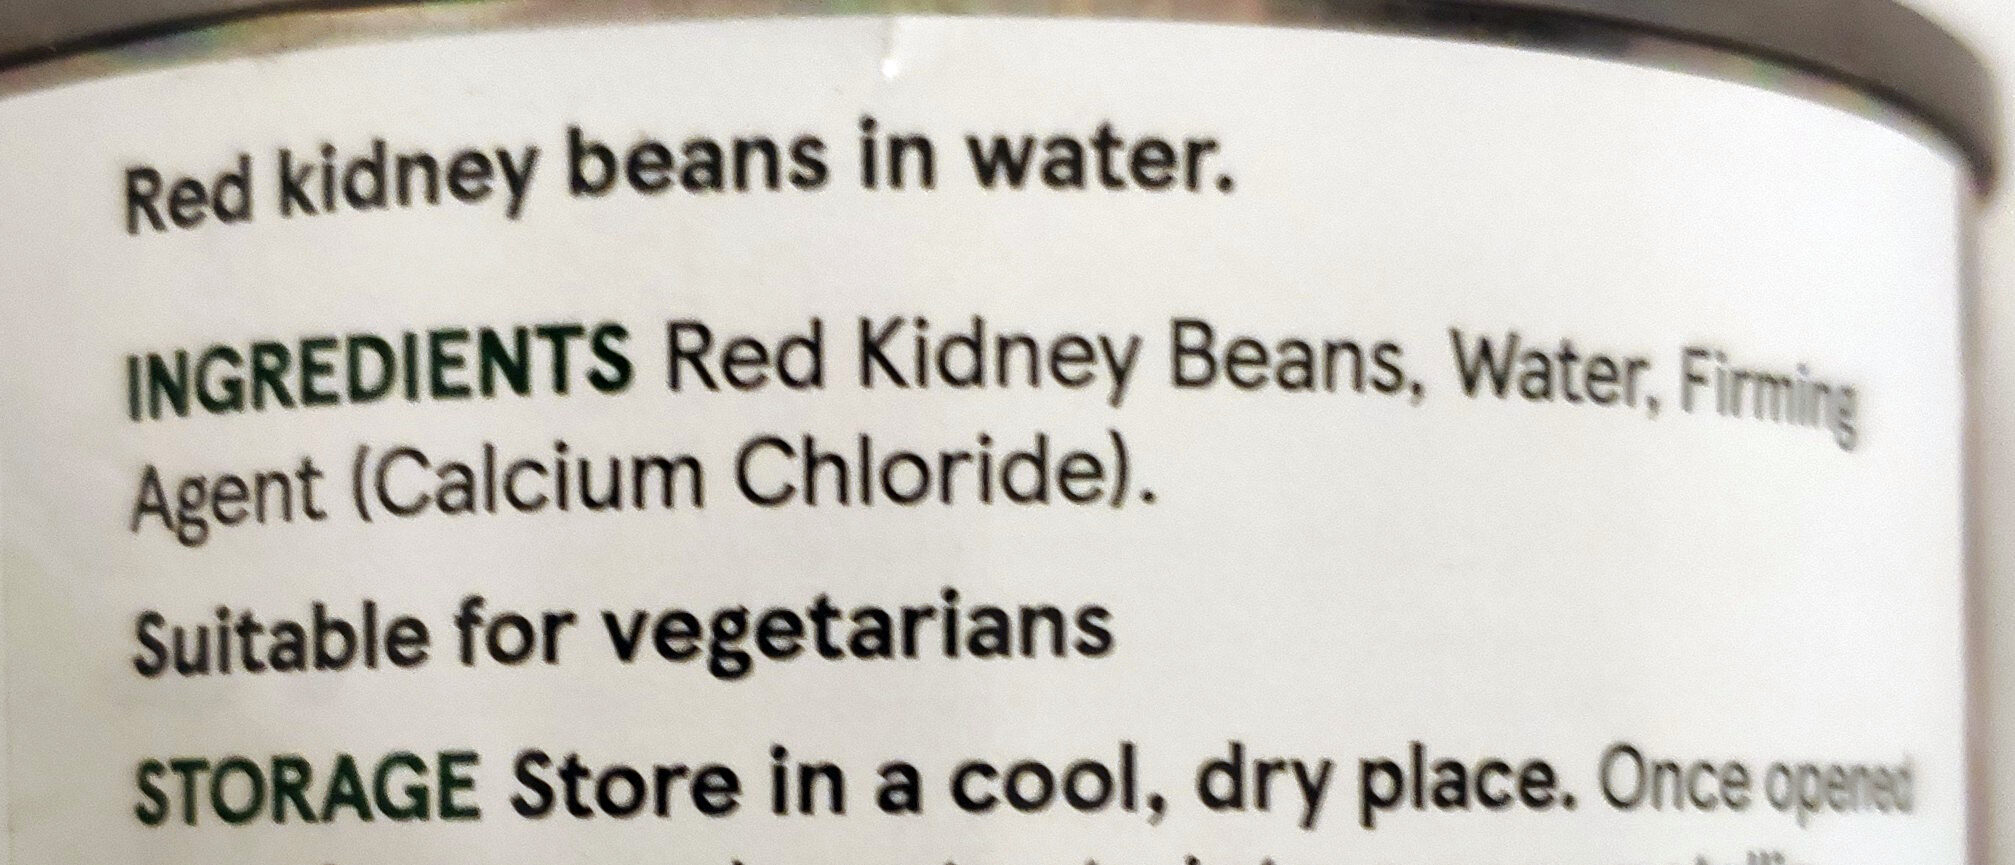 Red kidney beans in water.
INGREDIENTS Red Kidney Beans, Water, Firming
Agent (Calcium Chloride).
Suitable for vegetarians
STORAGE Store in a cool, dry place. Once opened